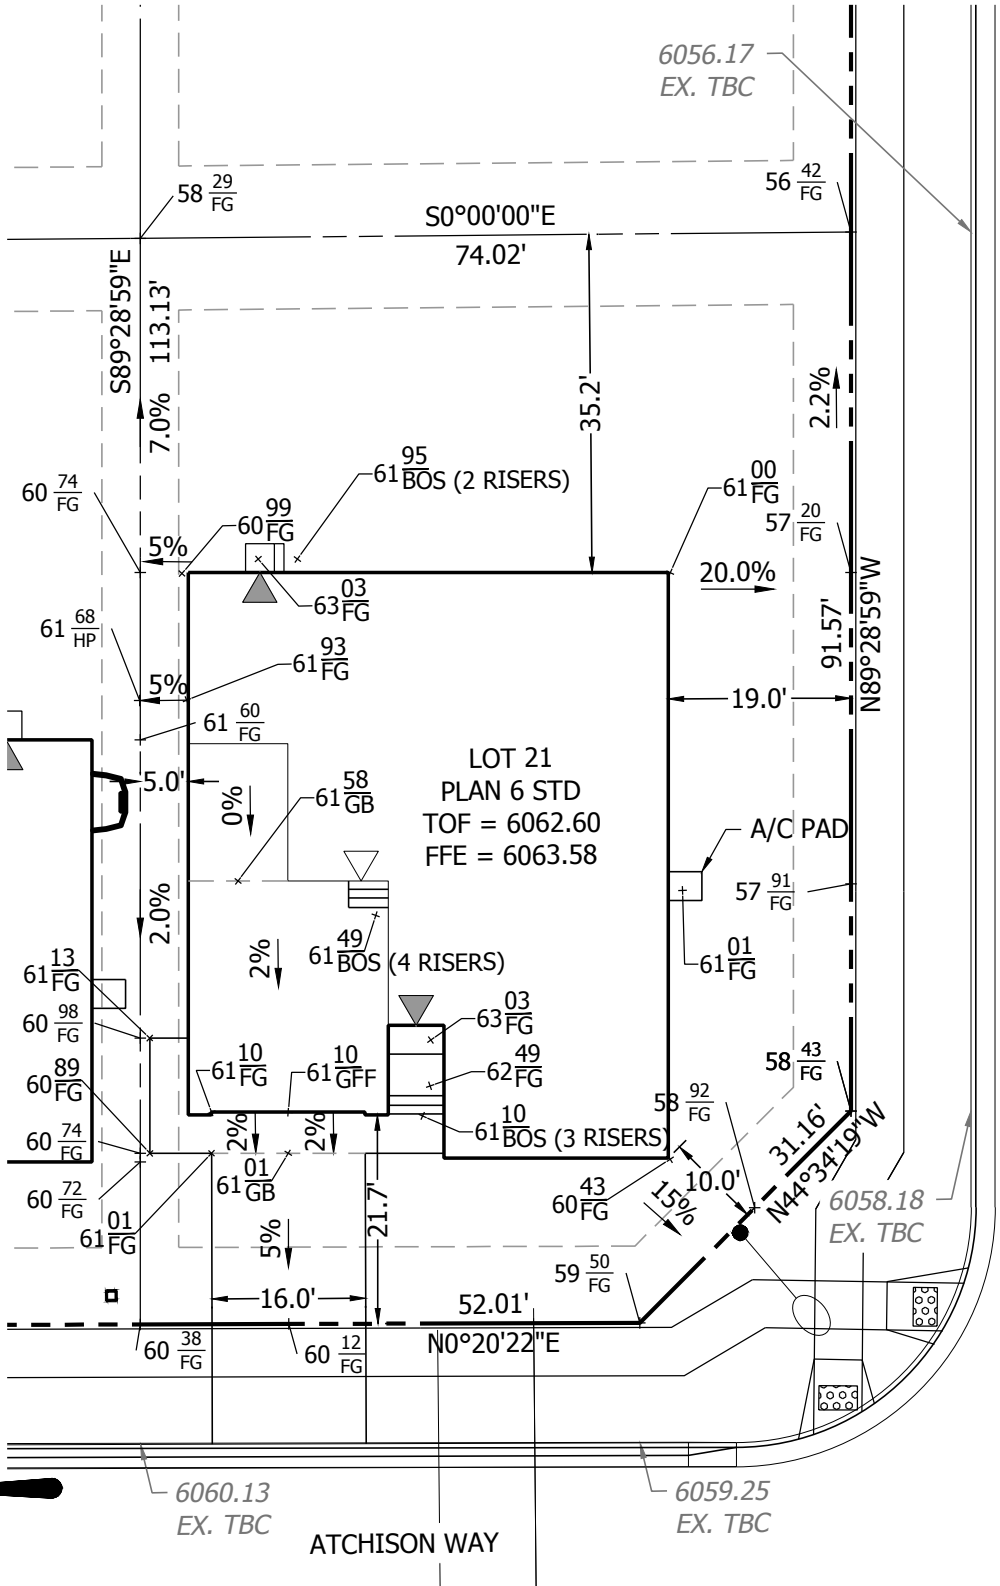 6056.17
EX. TBC
58 29
FG
56 42
FG
S0°00'00"E
74.02'
S89°28'59"E
113.13'
35.2'
2.2%
7.0%
61 95
BOS (2 RISERS)
61 00
FG
60 74
FG
60 99
FG
57 20
FG
5%
20.0%
63 03
FG
61 68
HP
61 93
FG
91.57'
N89°28'59"W
5%
19.0'
61 60
FG
LOT 21
PLAN 6 STD
TOF = 6062.60
FFE = 6063.58
5.0'
61 58
GB
0%
A/C PAD
57 91
FG
2.0%
2%
61 49
BOS (4 RISERS)
61 13
FG
61 01
FG
60 98
FG
63 03
FG
61 10
FG
61 10
GFF
62 49
FG
58 43
FG
60 89
FG
58 92
FG
2%
2%
61 10
BOS (3 RISERS)
31.16'
N44°34'19"W
60 74
FG
61 01
GB
10.0'
15%
60 43
FG
60 72
FG
21.7'
6058.18
EX. TBC
61 01
FG
5%
59 50
FG
16.0'
52.01'
N0°20'22"E
60 38
FG
60 12
FG
6060.13
EX. TBC
6059.25
EX. TBC
ATCHISON WAY